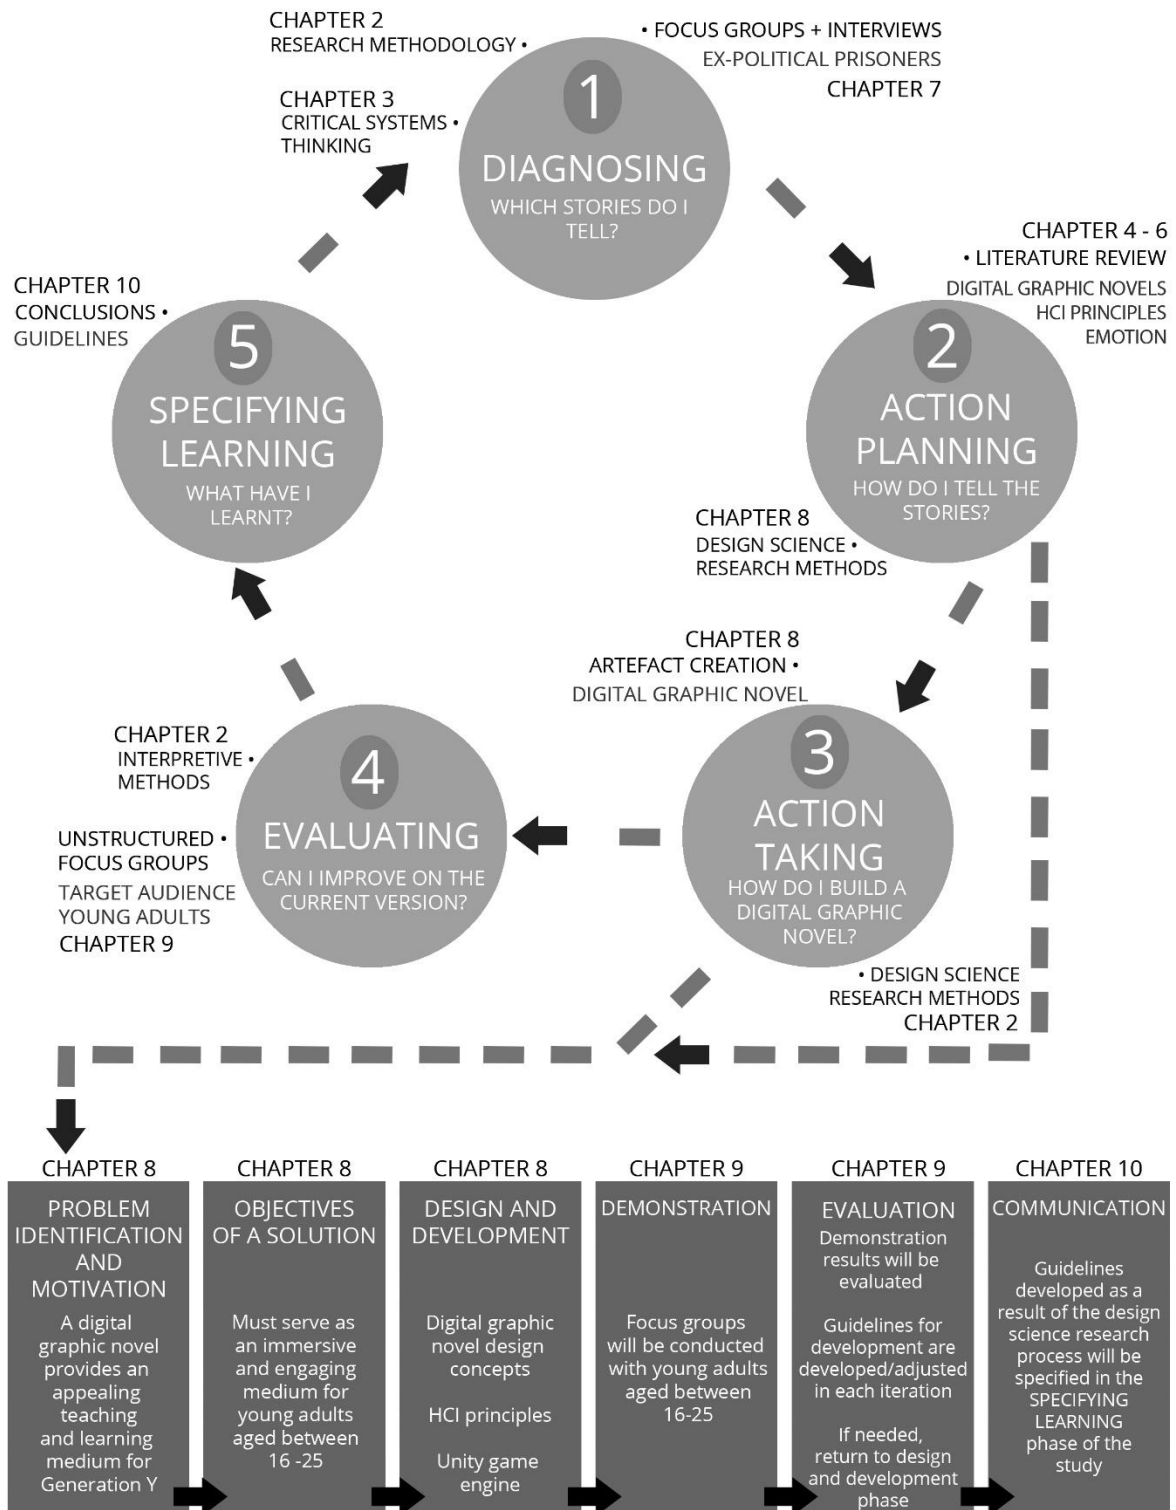 CHAPTER 2
RESEARCH METHODOLOGY •
CHAPTER 3
CRITICAL SYSTEMS •
THINKING
• FOCUS GROUPS + INTERVIEWS
EX-POLITICAL PRISONERS
CHAPTER 7
1
DIAGNOSING
WHICH STORIES DO I
TELL?
CHAPTER 4 - 6
• LITERATURE REVIEW
DIGITAL GRAPHIC NOVELS
HCI PRINCIPLES
EMOTION
2
ACTION
PLANNING
HOW DO I TELL THE
STORIES?
CHAPTER 8
DESIGN SCIENCE •
RESEARCH METHODS
CHAPTER 8
ARTEFACT CREATION •
DIGITAL GRAPHIC NOVEL
3
ACTION
TAKING
HOW DO I BUILD A
DIGITAL GRAPHIC
NOVEL?
• DESIGN SCIENCE
RESEARCH METHODS
CHAPTER 2
CHAPTER 2
INTERPRETIVE •
METHODS
UNSTRUCTURED •
FOCUS GROUPS
TARGET AUDIENCE
YOUNG ADULTS
CHAPTER 9
4
EVALUATING
CAN I IMPROVE ON THE
CURRENT VERSION?
CHAPTER 10
CONCLUSIONS •
GUIDELINES
5
SPECIFYING
LEARNING
WHAT HAVE I
LEARNT?
CHAPTER 8
PROBLEM
IDENTIFICATION
AND
MOTIVATION
A digital
graphic novel
provides an
appealing
teaching
and learning
medium for
Generation Y
CHAPTER 8
OBJECTIVES
OF A SOLUTION
Must serve as
an immersive
and engaging
medium for
young adults
aged between
16 -25
CHAPTER 8
DESIGN AND
DEVELOPMENT
Digital graphic
novel design
concepts
HCI principles
Unity game
engine
CHAPTER 9
DEMONSTRATION
Focus groups
will be conducted
with young adults
aged between
16-25
CHAPTER 9
EVALUATION
Demonstration
results will be
evaluated
Guidelines for
development are
developed/adjusted
in each iteration
If needed,
return to design
and development
phase
CHAPTER 10
COMMUNICATION
Guidelines
developed as a
result of the design
science research
process will be
specified in the
SPECIFYING
LEARNING
phase of the
study